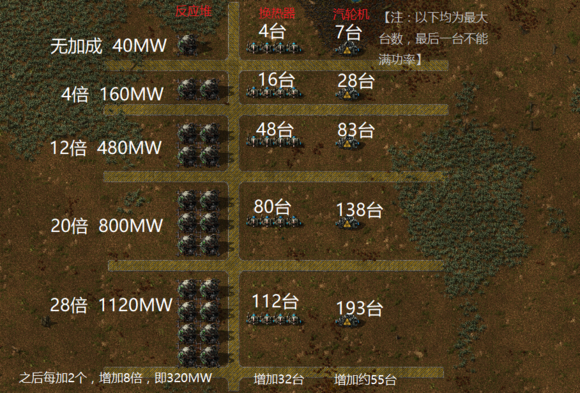 反应堆 换热器 汽轮机
【注：以下均为最大
台数，最后一台不能
满功率】
无加成 40MW 4台 7台
4倍 160MW 16台 28台
12倍 480MW 48台 83台
20倍 800MW 80台 138台
28倍 1120MW 112台 193台
之后每加2个，增加8倍，即320MW 增加32台 增加约55台